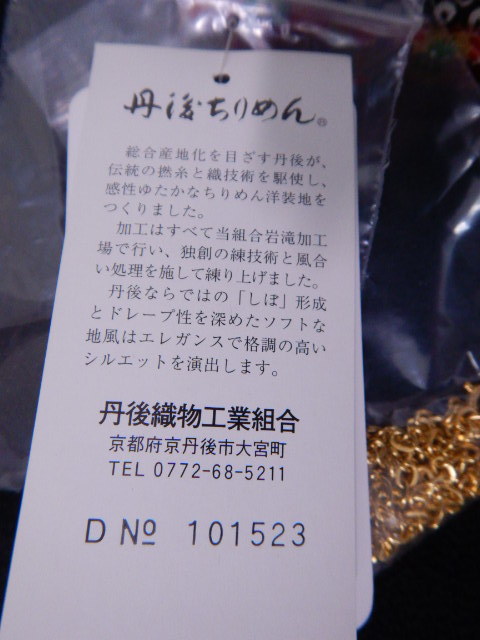 丹後ちりめん®
総合産地化を目ざす丹後が、
伝統の撚糸と織技術を駆使し、
感性ゆたかなちりめん洋装地を
つくりました。
加工はすべて当組合岩滝加工
場で行い、独創の練技術と風合
い処理を施して練り上げました。
丹後ならではの「しぼ」形成
とドレープ性を深めたソフトな
地風はエレガンスで格調の高い
シルエットを演出します。
丹後織物工業組合
京都府京丹後市大宮町
TEL 0772-68-5211
D № 101523